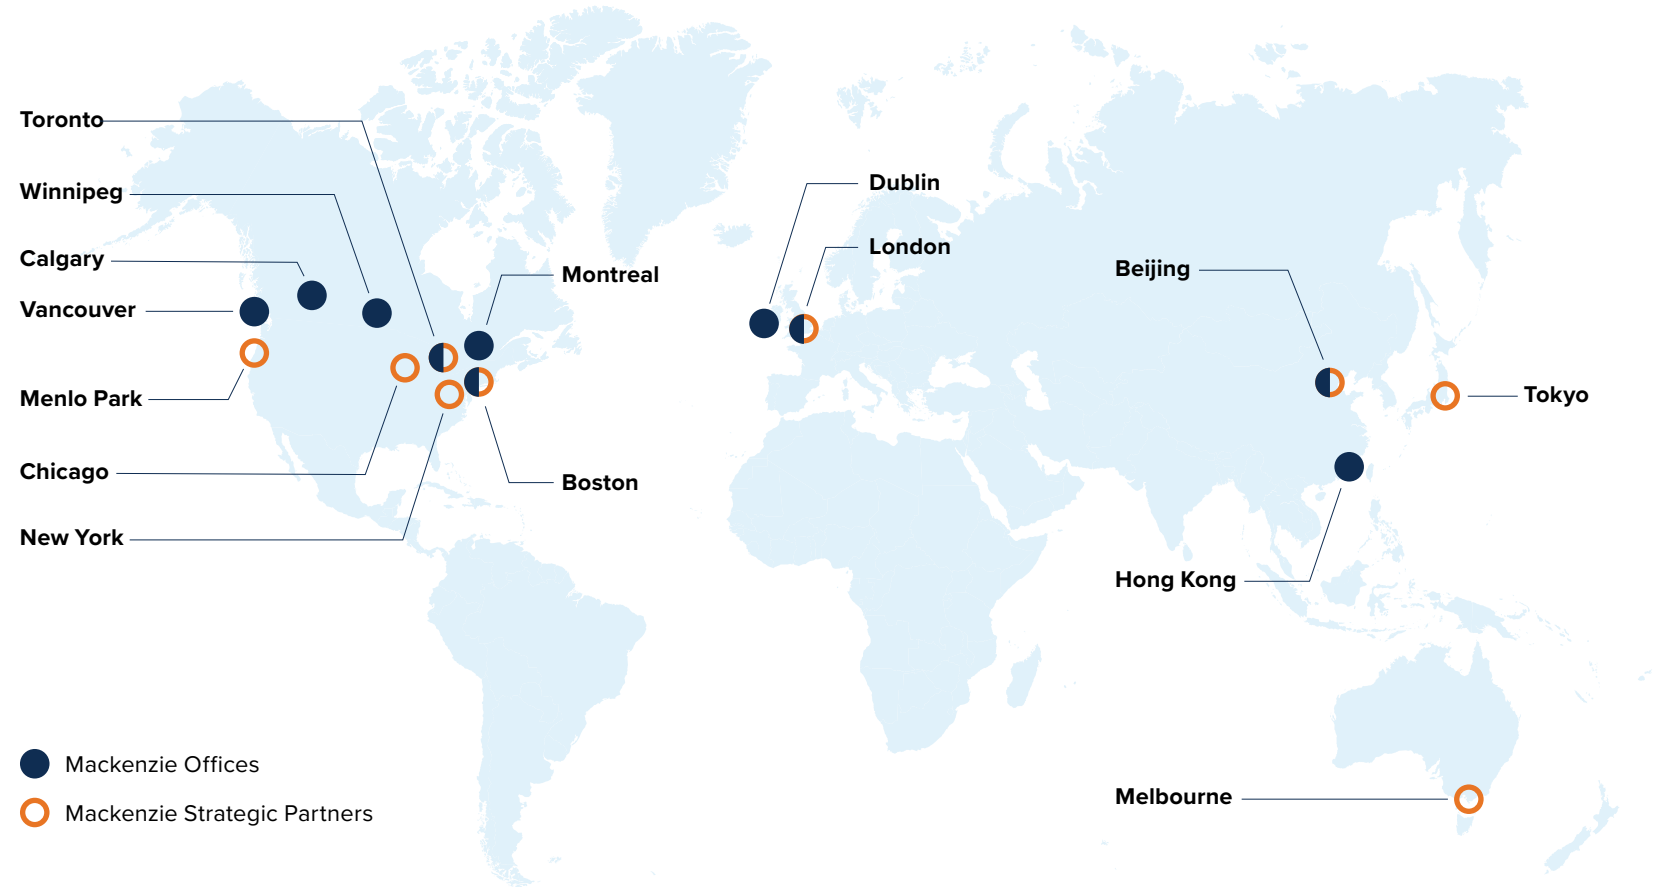 Toronto
Winnipeg
Calgary
Vancouver
Menlo Park
Chicago
New York
Montreal
Boston
Dublin
London
Beijing
Tokyo
Hong Kong
Melbourne
Mackenzie Offices
Mackenzie Strategic Partners